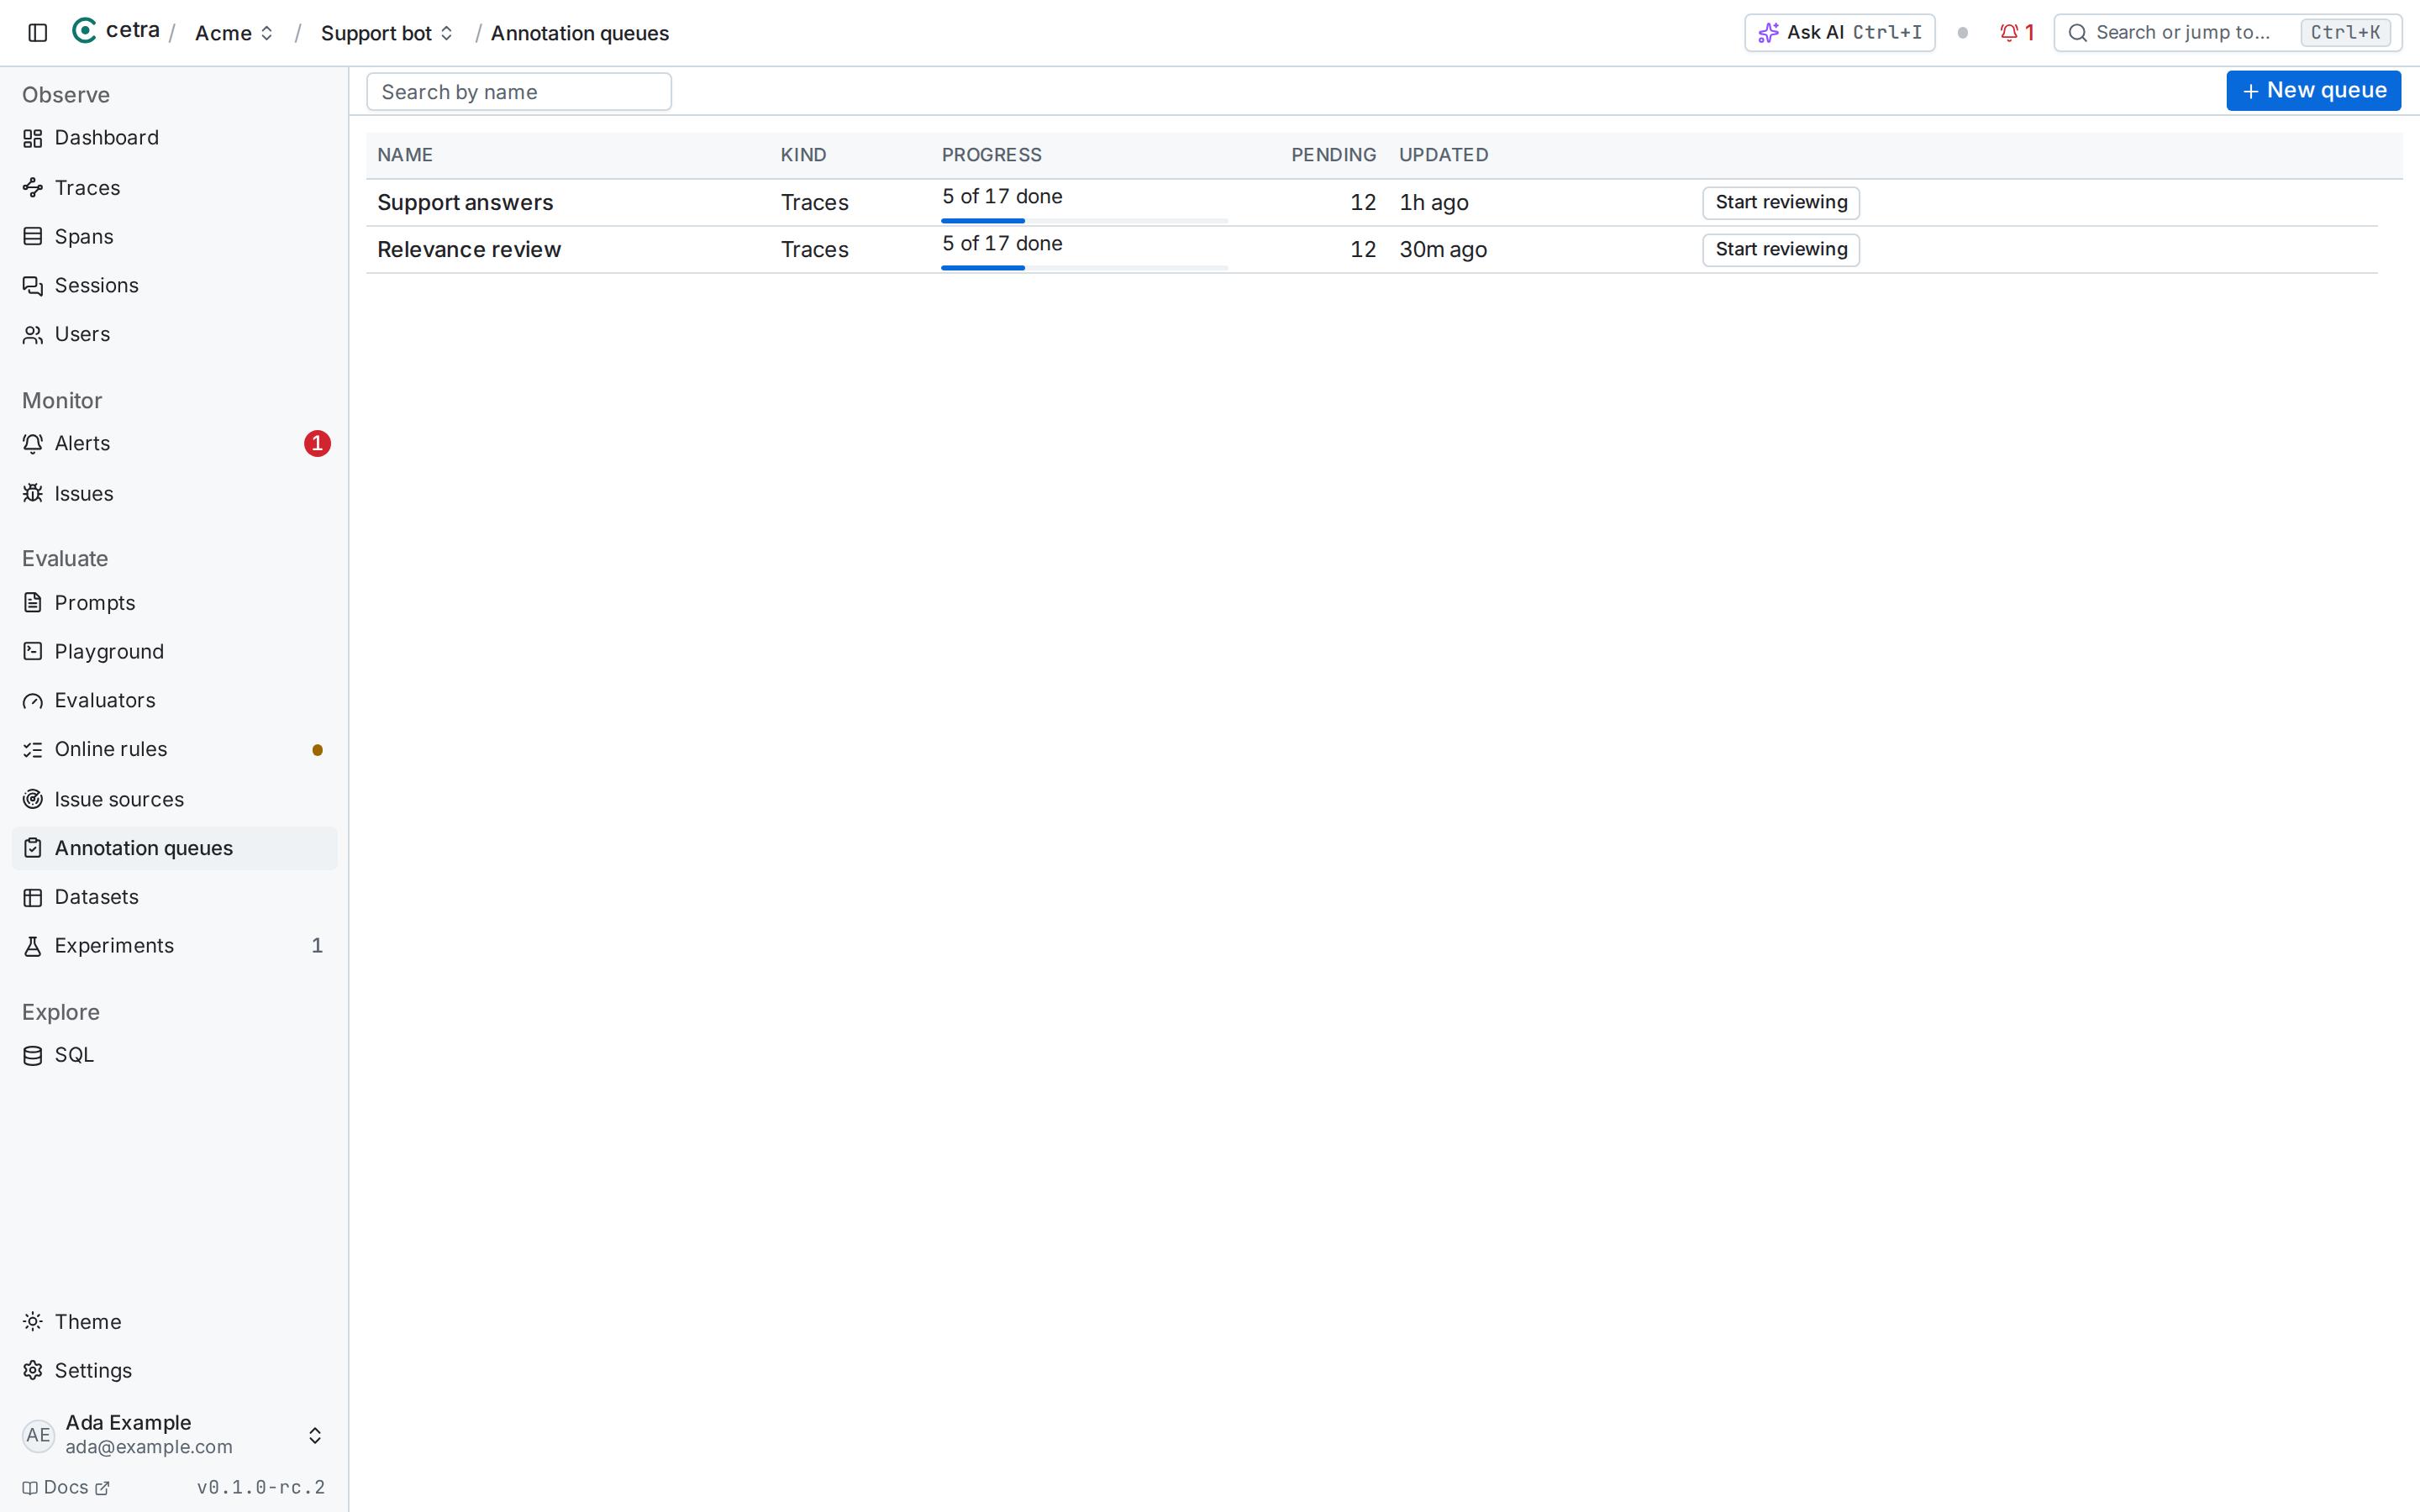 cetra / Acme / Support bot / Annotation queues
Ask AI Ctrl+I
1
Search or jump to... Ctrl+K
Observe
Dashboard
Traces
Spans
Sessions
Users
Monitor
Alerts 1
Issues
Evaluate
Prompts
Playground
Evaluators
Online rules
Issue sources
Annotation queues
Datasets
Experiments 1
Explore
SQL
Theme
Settings
AE
Ada Example
ada@example.com
Docs v0.1.0-rc.2
Search by name
+ New queue
NAME KIND PROGRESS PENDING UPDATED
Support answers Traces 5 of 17 done 12 1h ago Start reviewing
Relevance review Traces 5 of 17 done 12 30m ago Start reviewing